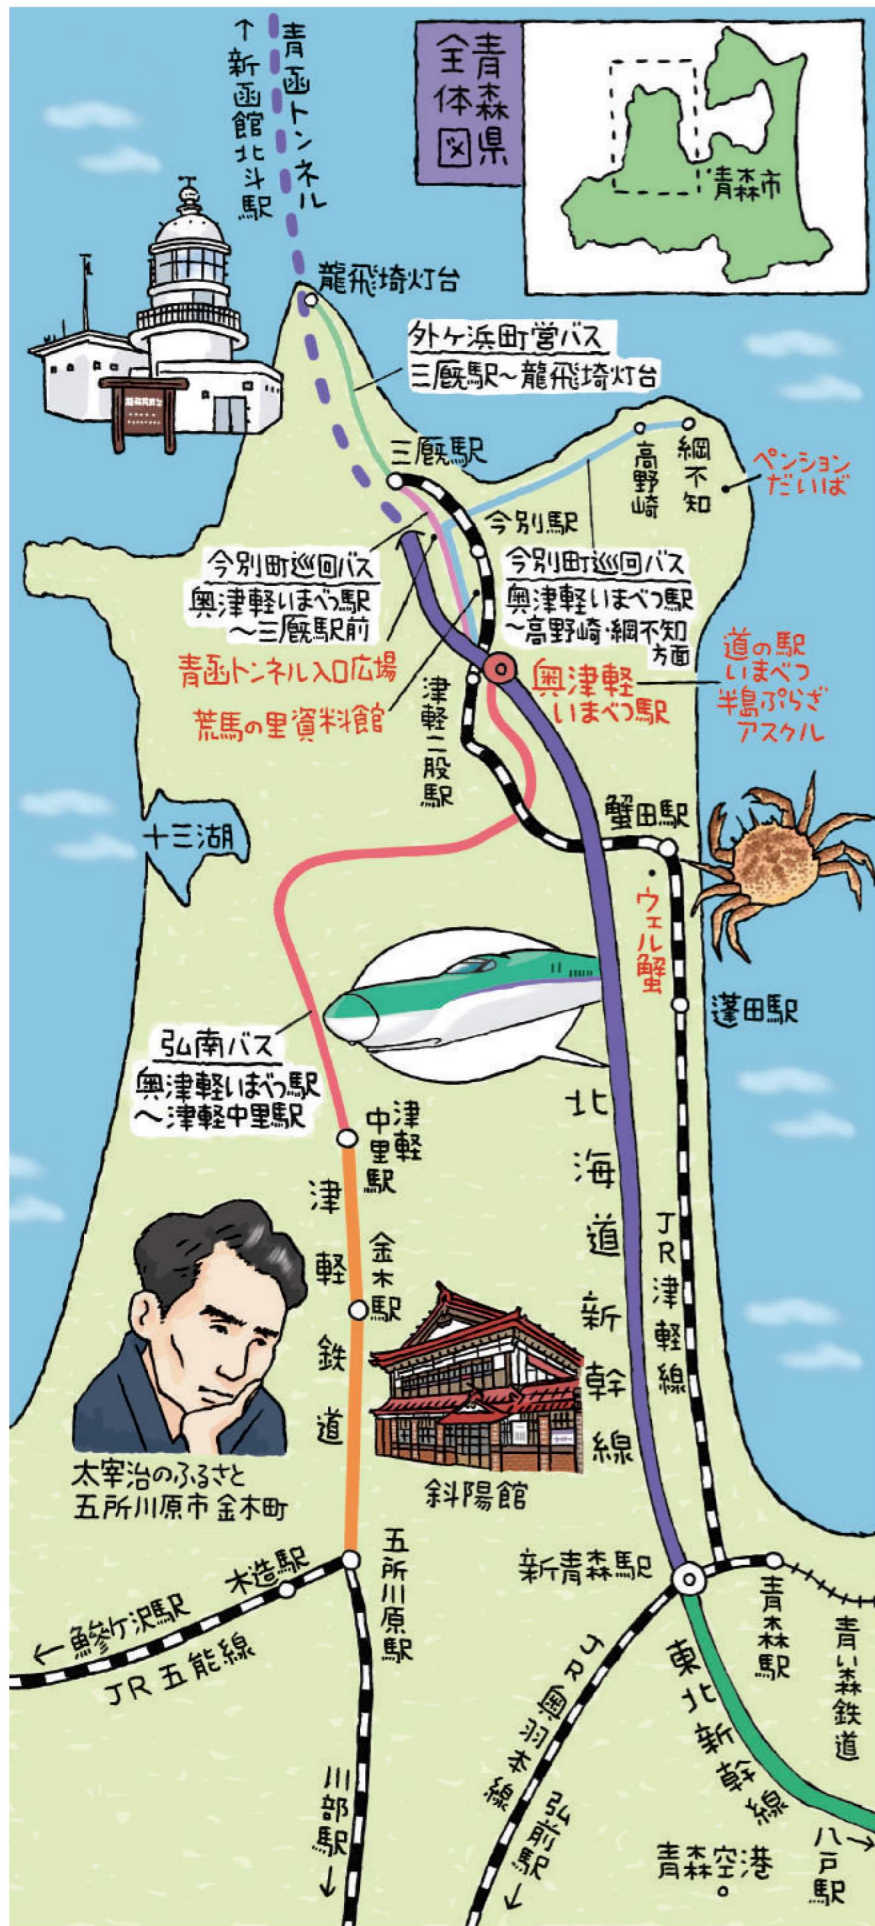 青函トンネル
↑新函館北斗駅
青森県
全体図
青森市
龍飛埼灯台
外ヶ浜町営バス
三厩駅〜龍飛埼灯台
三厩駅
高野崎
綱不知
ペンション
だいば
今別駅
今別町巡回バス
奥津軽いまべつ駅
〜三厩駅前
今別町巡回バス
奥津軽いまべつ駅
〜高野崎・綱不知
方面
青函トンネル入口広場
荒馬の里資料館
津軽二股駅
奥津軽
いまべつ駅
道の駅
いまべつ
半島ぷらざ
アスクル
十三湖
蟹田駅
ウェル蟹
蓬田駅
弘南バス
奥津軽いまべつ駅
〜津軽中里駅
津軽
中里駅
北海道新幹線
JR津軽線
津軽鉄道
金木駅
太宰治のふるさと
五所川原市 金木町
斜陽館
新青森駅
青森駅
青い森鉄道
木造駅
五所川原駅
←鰺ヶ沢駅
JR五能線
JR奥羽本線
東北新幹線
川部駅↓
弘前駅↓
青森空港
八戸駅→